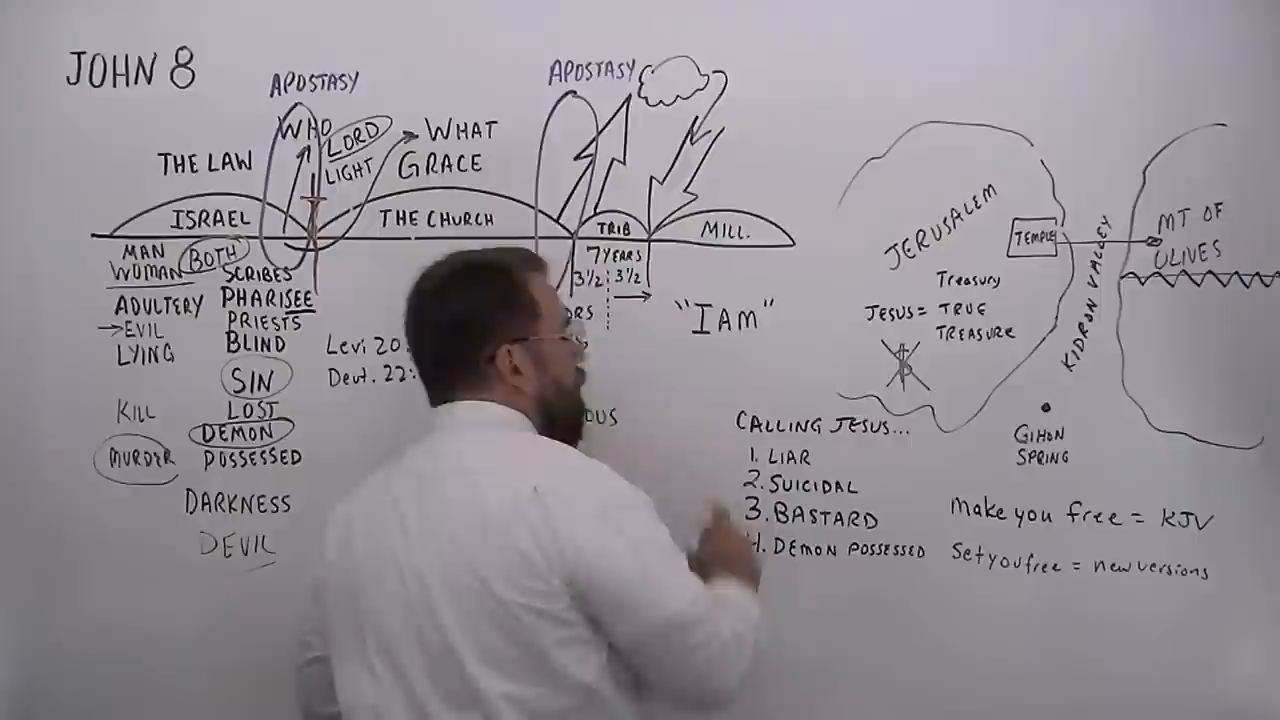 JOHN 8
APOSTASY
WHO
LORD
LIGHT
WHAT
THE LAW
GRACE
ISRAEL
THE CHURCH
APOSTASY
TRIB
MILL.
7 YEARS
3½ 3½
"I AM"
MAN
WOMAN
BOTH
ADULTERY
→EVIL
LYING
KILL
MURDER
SCRIBES
PHARISEE
PRIESTS
BLIND
SIN
LOST
DEMON
POSSESSED
DARKNESS
DEVIL
Levi 20
Deut. 22:
JERUSALEM
TEMPLE
KIDRON VALLEY
MT OF
OLIVES
Treasury
JESUS = TRUE
TREASURE
$
GIHON
SPRING
CALLING JESUS...
1. LIAR
2. SUICIDAL
3. BASTARD
4. DEMON POSSESSED
Make you free = KJV
Set you free = new versions